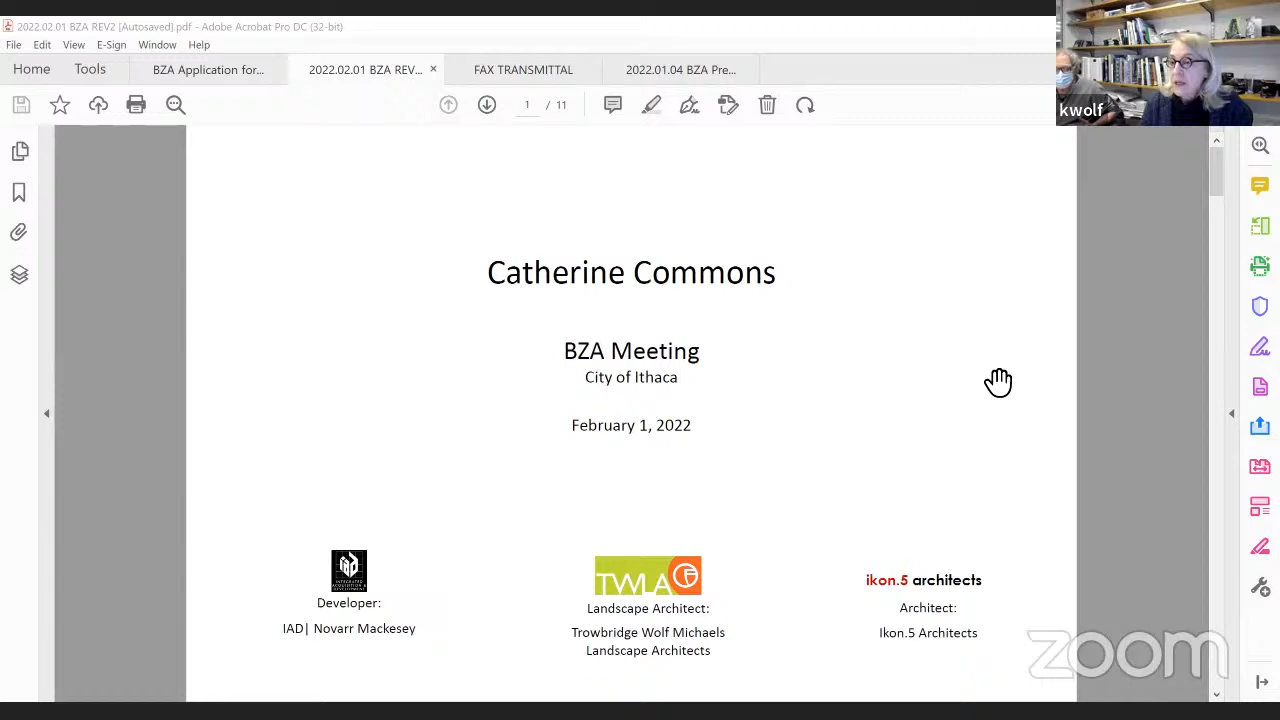 2022.02.01 BZA REV2 [Autosaved].pdf - Adobe Acrobat Pro DC (32-bit)
File Edit View E-Sign Window Help
Home Tools BZA Application for... 2022.02.01 BZA REV... × FAX TRANSMITTAL 2022.01.04 BZA Pre...
1 / 11
kwolf
Catherine Commons
BZA Meeting
City of Ithaca
February 1, 2022
INTEGRATED
ACQUISITION &
DEVELOPMENT
Developer:
IAD| Novarr Mackesey
TWLA
Landscape Architect:
Trowbridge Wolf Michaels
Landscape Architects
ikon.5 architects
Architect:
Ikon.5 Architects
zoom